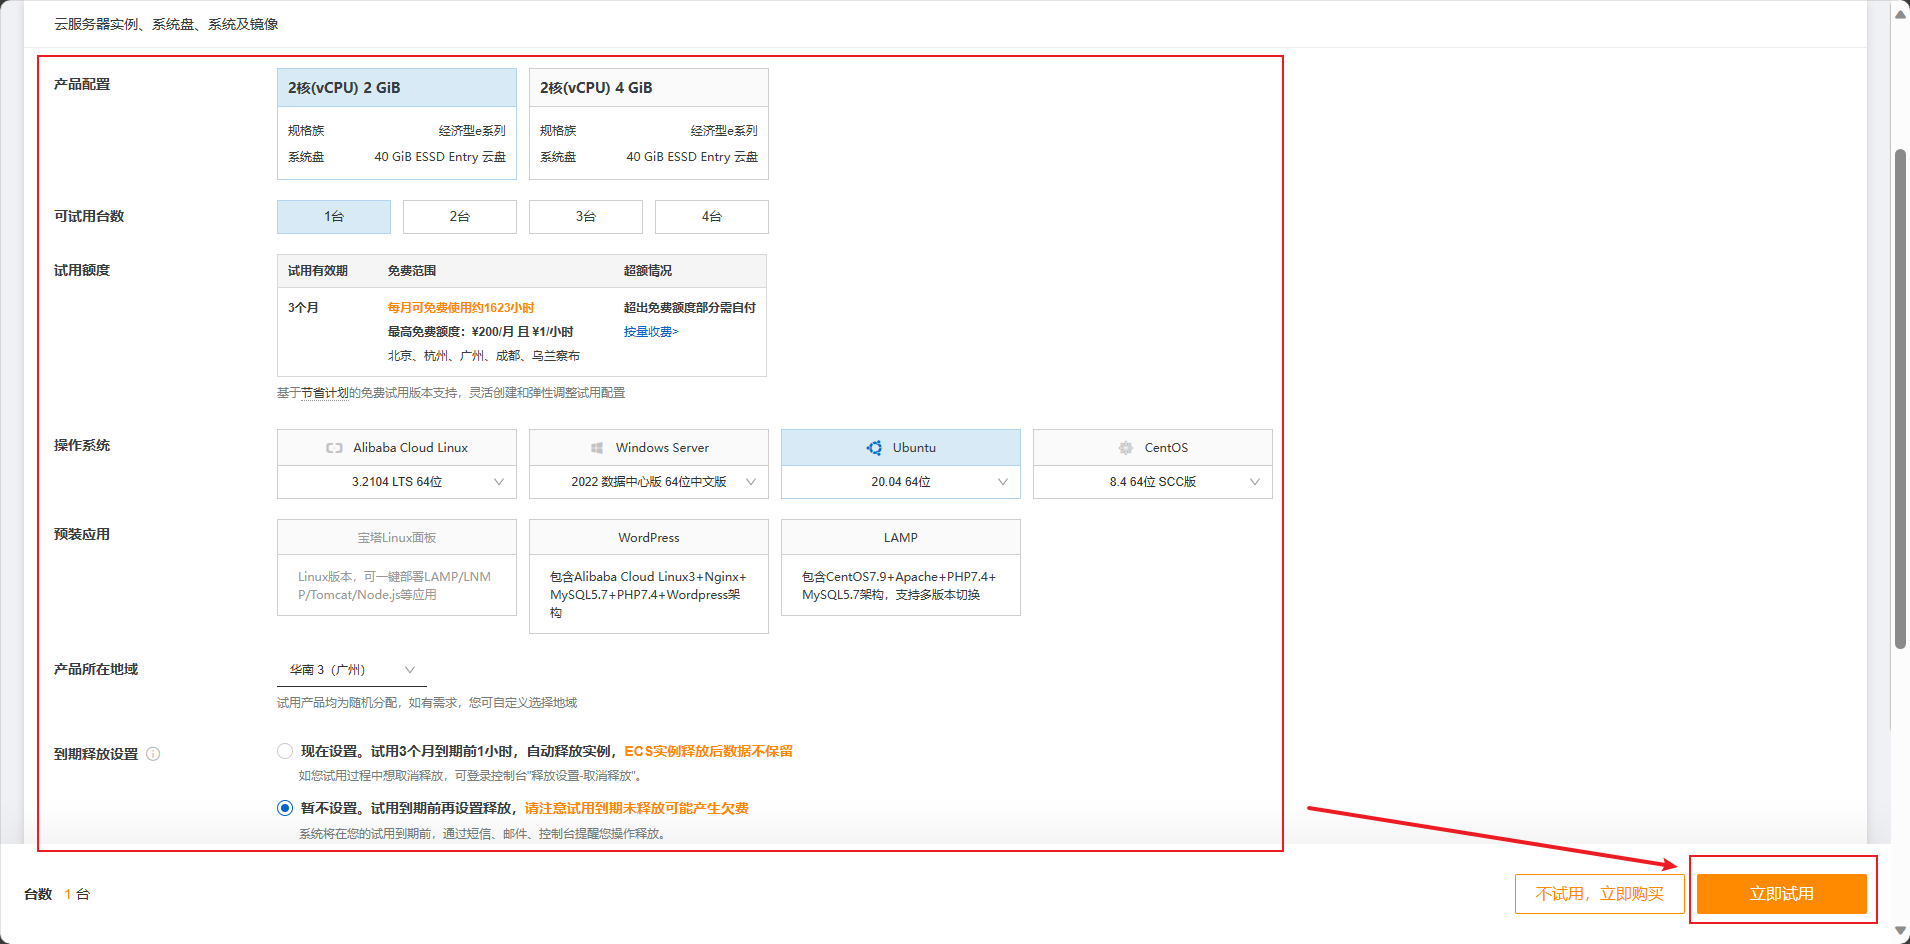 云服务器实例、系统盘、系统及镜像
产品配置
2核(vCPU) 2 GiB
规格族 经济型e系列
系统盘 40 GiB ESSD Entry 云盘
2核(vCPU) 4 GiB
规格族 经济型e系列
系统盘 40 GiB ESSD Entry 云盘
可试用台数
1台
2台
3台
4台
试用额度
试用有效期 免费范围 超额情况
3个月 每月可免费使用约1623小时 超出免费额度部分需自付
最高免费额度：¥200/月 且 ¥1/小时 按量收费>
北京、杭州、广州、成都、乌兰察布
基于节省计划的免费试用版本支持，灵活创建和弹性调整试用配置
操作系统
Alibaba Cloud Linux
3.2104 LTS 64位
Windows Server
2022 数据中心版 64位中文版
Ubuntu
20.04 64位
CentOS
8.4 64位 SCC版
预装应用
宝塔Linux面板
Linux版本，可一键部署LAMP/LNM
P/Tomcat/Node.js等应用
WordPress
包含Alibaba Cloud Linux3+Nginx+
MySQL5.7+PHP7.4+Wordpress架
构
LAMP
包含CentOS7.9+Apache+PHP7.4+
MySQL5.7架构，支持多版本切换
产品所在地域
华南 3（广州）
试用产品均为随机分配，如有需求，您可自定义选择地域
到期释放设置
现在设置。试用3个月到期前1小时，自动释放实例，ECS实例释放后数据不保留
如您试用过程中想取消释放，可登录控制台"释放设置-取消释放"。
暂不设置。试用到期前再设置释放，请注意试用到期未释放可能产生欠费
系统将在您的试用到期前，通过短信、邮件、控制台提醒您操作释放。
台数 1 台
不试用，立即购买
立即试用